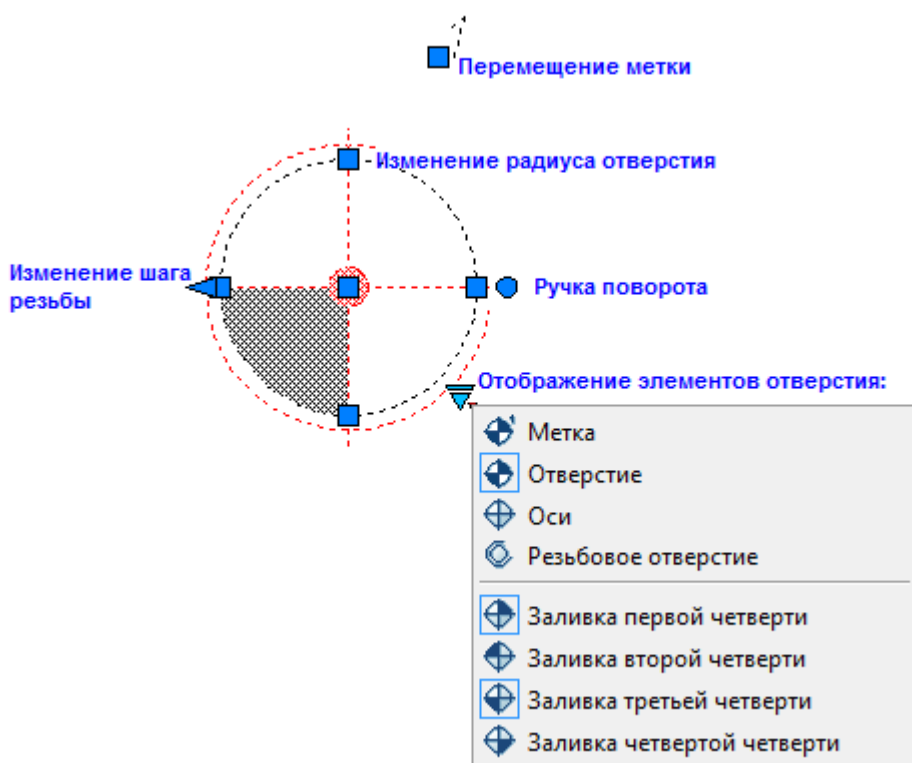 Перемещение метки
Изменение радиуса отверстия
Изменение шага
резьбы
Ручка поворота
Отображение элементов отверстия:
Метка
Отверстие
Оси
Резьбовое отверстие
Заливка первой четверти
Заливка второй четверти
Заливка третьей четверти
Заливка четвертой четверти